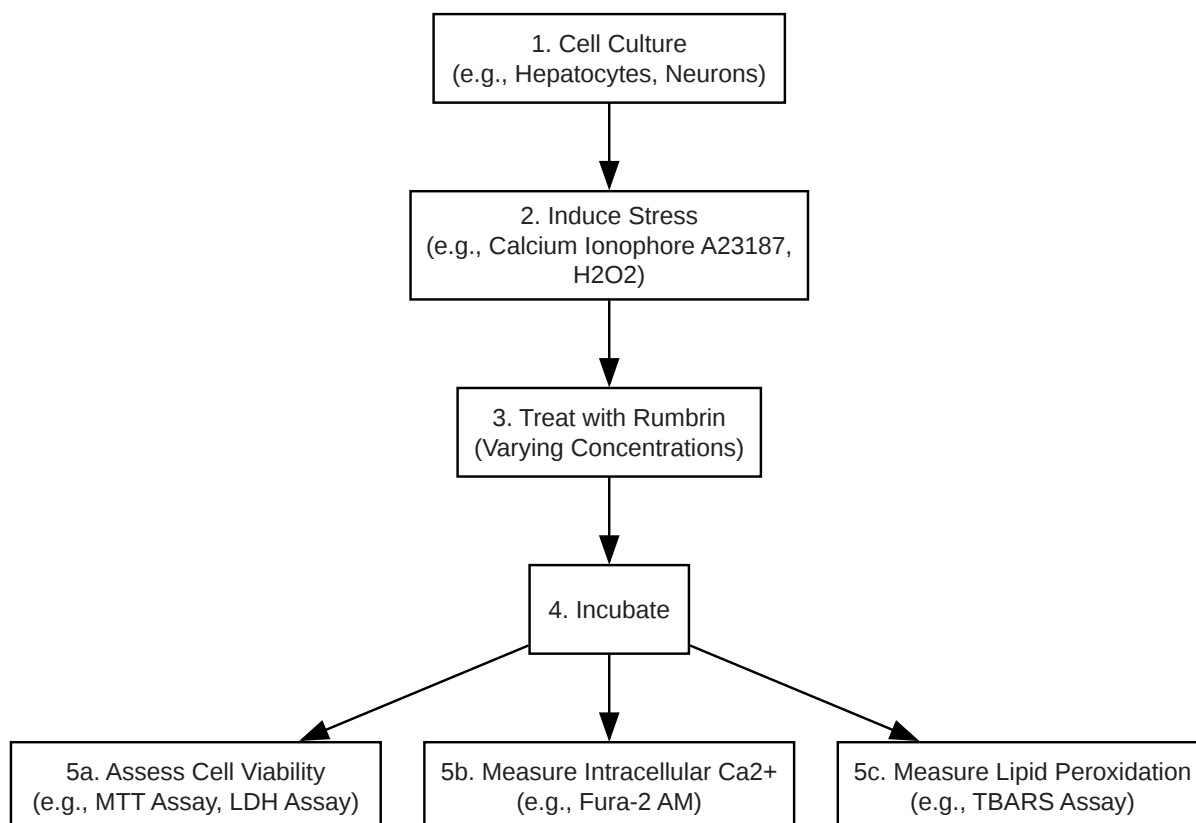 1. Cell Culture
(e.g., Hepatocytes, Neurons)
2. Induce Stress
(e.g., Calcium Ionophore A23187,
H2O2)
3. Treat with Rumbrin
(Varying Concentrations)
4. Incubate
5a. Assess Cell Viability
(e.g., MTT Assay, LDH Assay)
5b. Measure Intracellular Ca2+
(e.g., Fura-2 AM)
5c. Measure Lipid Peroxidation
(e.g., TBARS Assay)